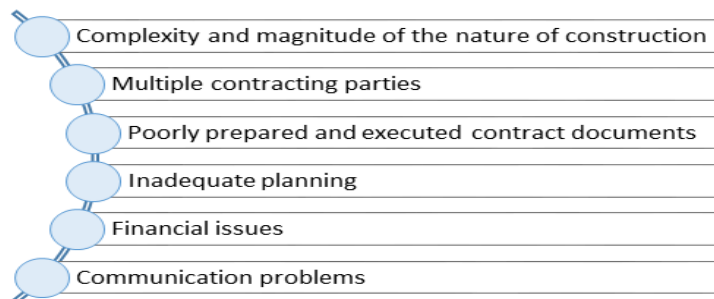 Complexity and magnitude of the nature of construction
Multiple contracting parties
Poorly prepared and executed contract documents
Inadequate planning
Financial issues
Communication problems